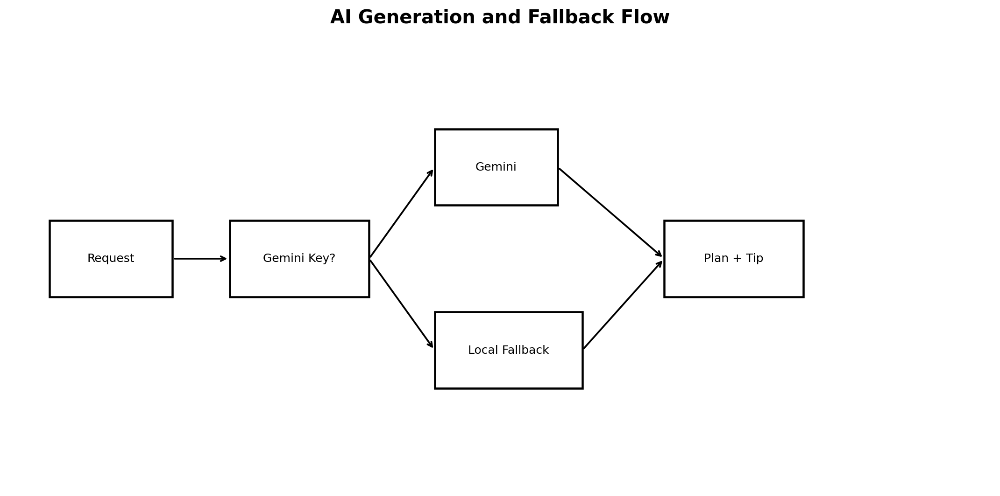 AI Generation and Fallback Flow
Gemini
Request
Gemini Key?
Plan + Tip
Local Fallback